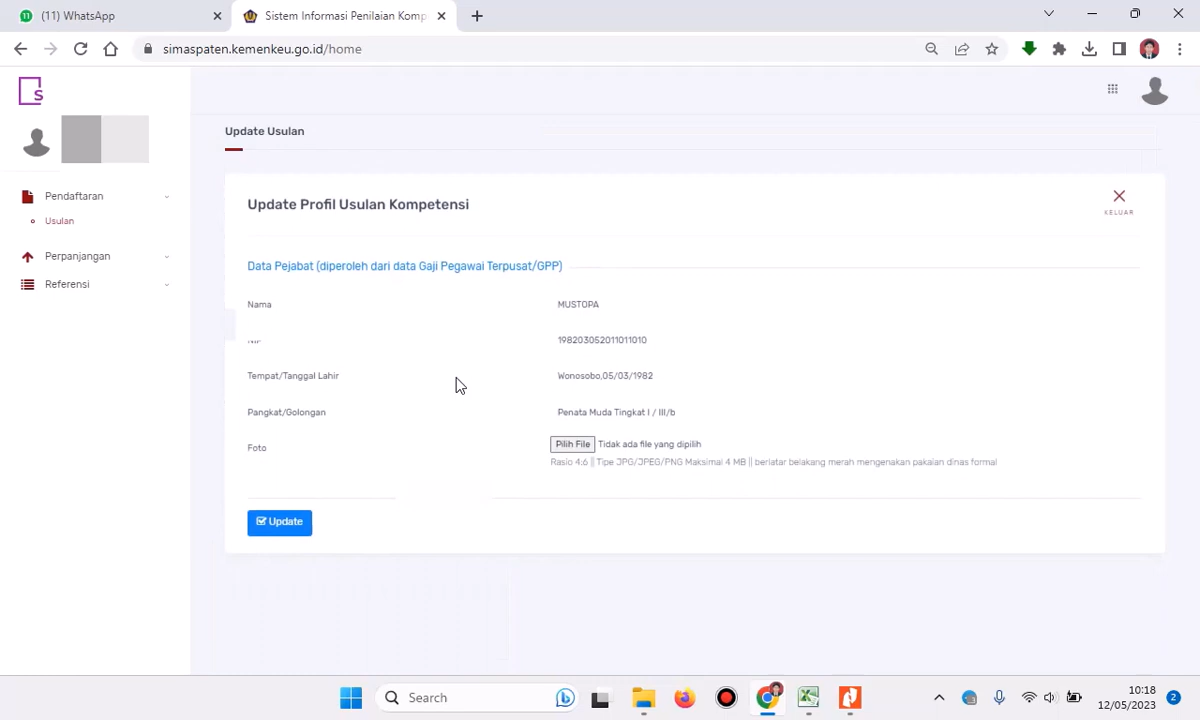 (11) WhatsApp
Sistem Informasi Penilaian Komp
simaspaten.kemenkeu.go.id/home
S
Update Usulan
Pendaftaran
Usulan
Perpanjangan
Referensi
Update Profil Usulan Kompetensi
KELUAR
Data Pejabat (diperoleh dari data Gaji Pegawai Terpusat/GPP)
Nama MUSTOPA
198203052011011010
Tempat/Tanggal Lahir Wonosobo,05/03/1982
Pangkat/Golongan Penata Muda Tingkat I / III/b
Foto Pilih File Tidak ada file yang dipilih
Rasio 4:6 || Tipe JPG/JPEG/PNG Maksimal 4 MB || berlatar belakang merah mengenakan pakaian dinas formal
Update
Search
10:18
12/05/2023
2